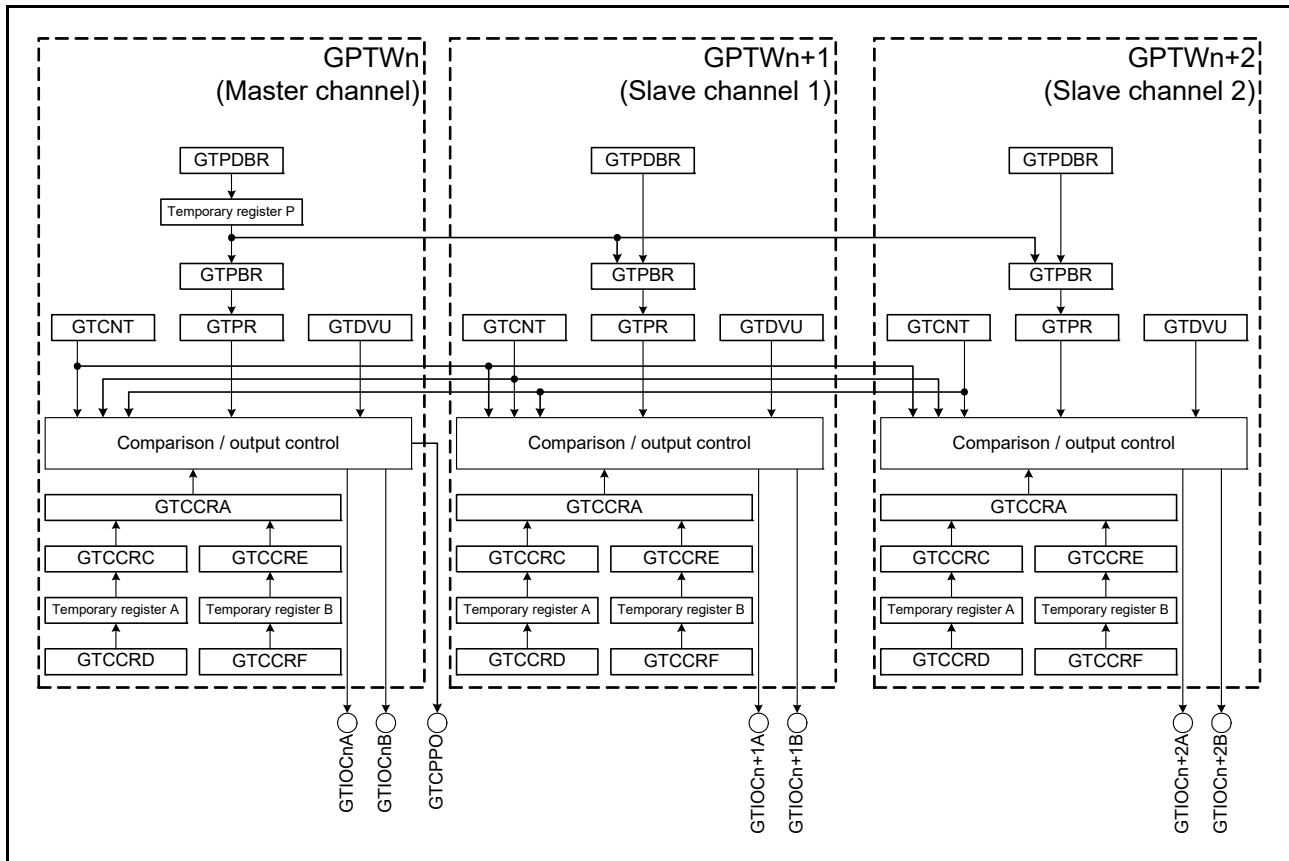 GPTWn
(Master channel)
GTPDBR
Temporary register P
GTPBR
GTCNT
GTPR
GTDVU
Comparison / output control
GTCCRA
GTCCRC
GTCCRE
Temporary register A
Temporary register B
GTCCRD
GTCCRF
GTIOCnA
GTIOCnB
GTCPPO
GPTWn+1
(Slave channel 1)
GTPDBR
GTPBR
GTCNT
GTPR
GTDVU
Comparison / output control
GTCCRA
GTCCRC
GTCCRE
Temporary register A
Temporary register B
GTCCRD
GTCCRF
GTIOCn+1A
GTIOCn+1B
GPTWn+2
(Slave channel 2)
GTPDBR
GTPBR
GTCNT
GTPR
GTDVU
Comparison / output control
GTCCRA
GTCCRC
GTCCRE
Temporary register A
Temporary register B
GTCCRD
GTCCRF
GTIOCn+2A
GTIOCn+2B